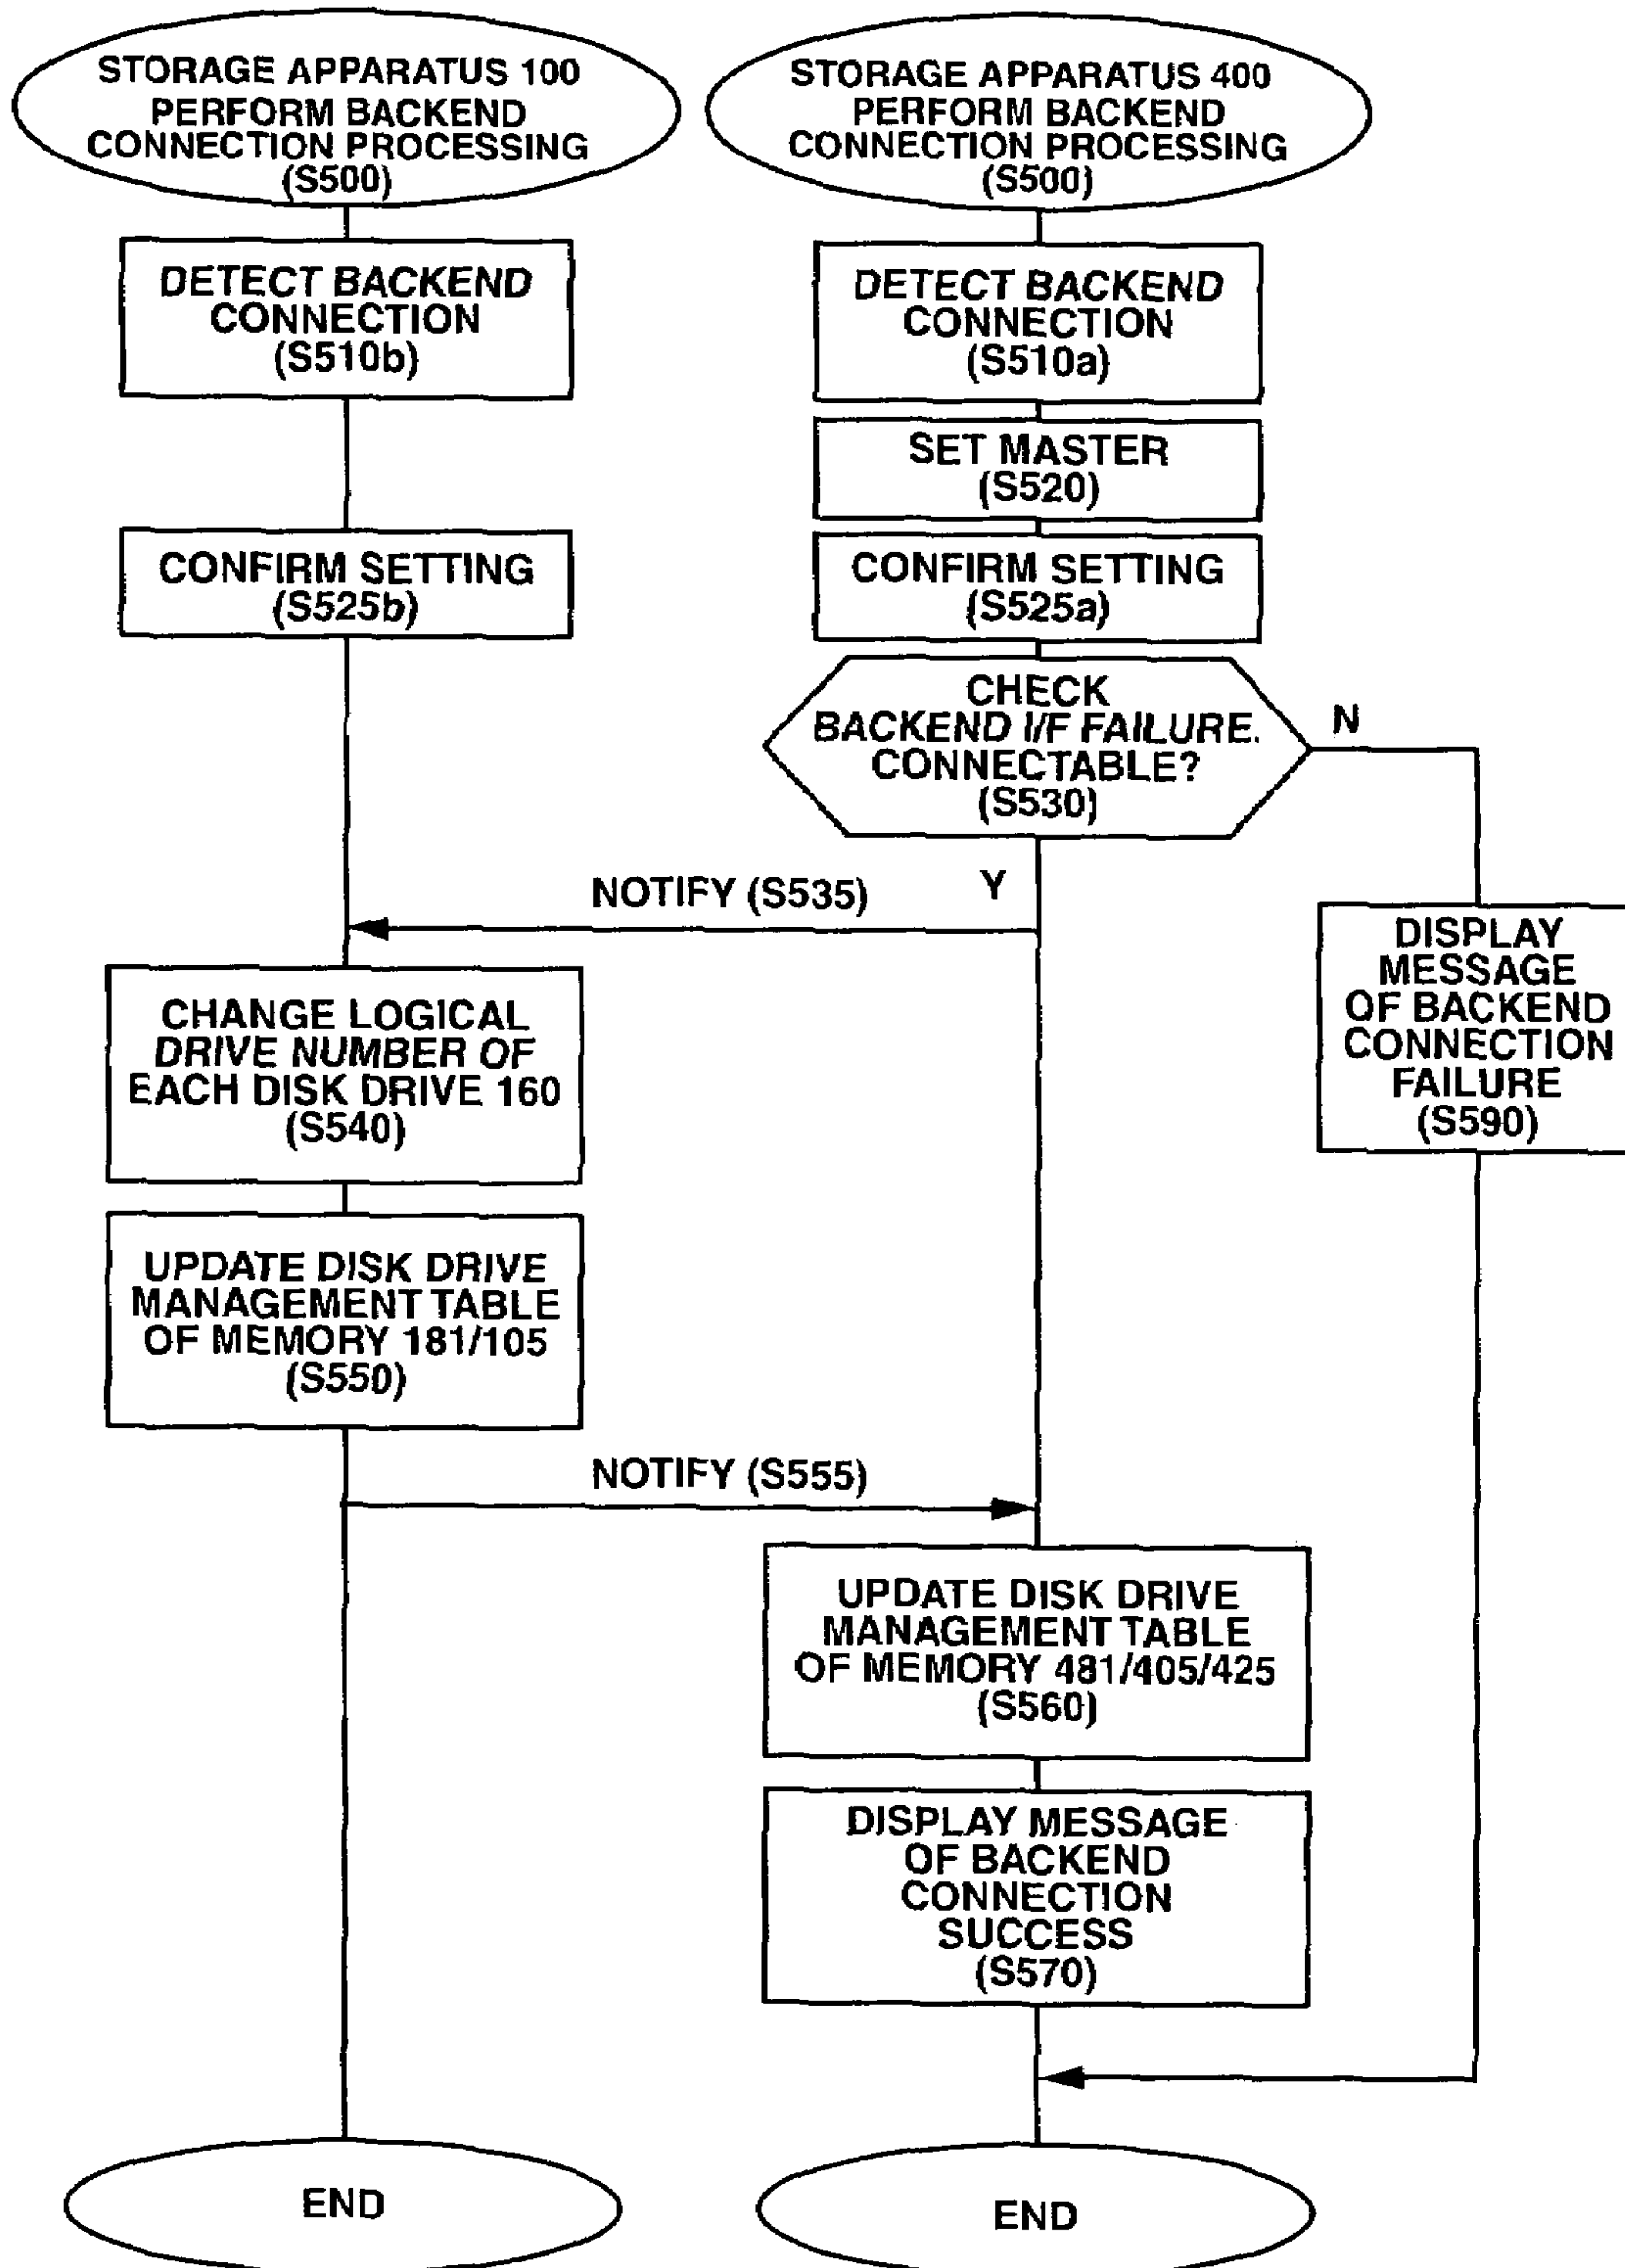 STORAGE APPARATUS 100
PERFORM BACKEND
CONNECTION PROCESSING
(S500)
STORAGE APPARATUS 400
PERFORM BACKEND
CONNECTION PROCESSING
(S500)
DETECT BACKEND
CONNECTION
(S510b)
DETECT BACKEND
CONNECTION
(S510a)
SET MASTER
(S520)
CONFIRM SETTING
(S525b)
CONFIRM SETTING
(S525a)
CHECK
BACKEND I/F FAILURE.
CONNECTABLE?
(S530)
N
NOTIFY (S535)
Y
DISPLAY
MESSAGE
OF BACKEND
CONNECTION
FAILURE
(S590)
CHANGE LOGICAL
DRIVE NUMBER OF
EACH DISK DRIVE 160
(S540)
UPDATE DISK DRIVE
MANAGEMENT TABLE
OF MEMORY 181/105
(S550)
NOTIFY (S555)
UPDATE DISK DRIVE
MANAGEMENT TABLE
OF MEMORY 481/405/425
(S560)
DISPLAY MESSAGE
OF BACKEND
CONNECTION
SUCCESS
(S570)
END
END